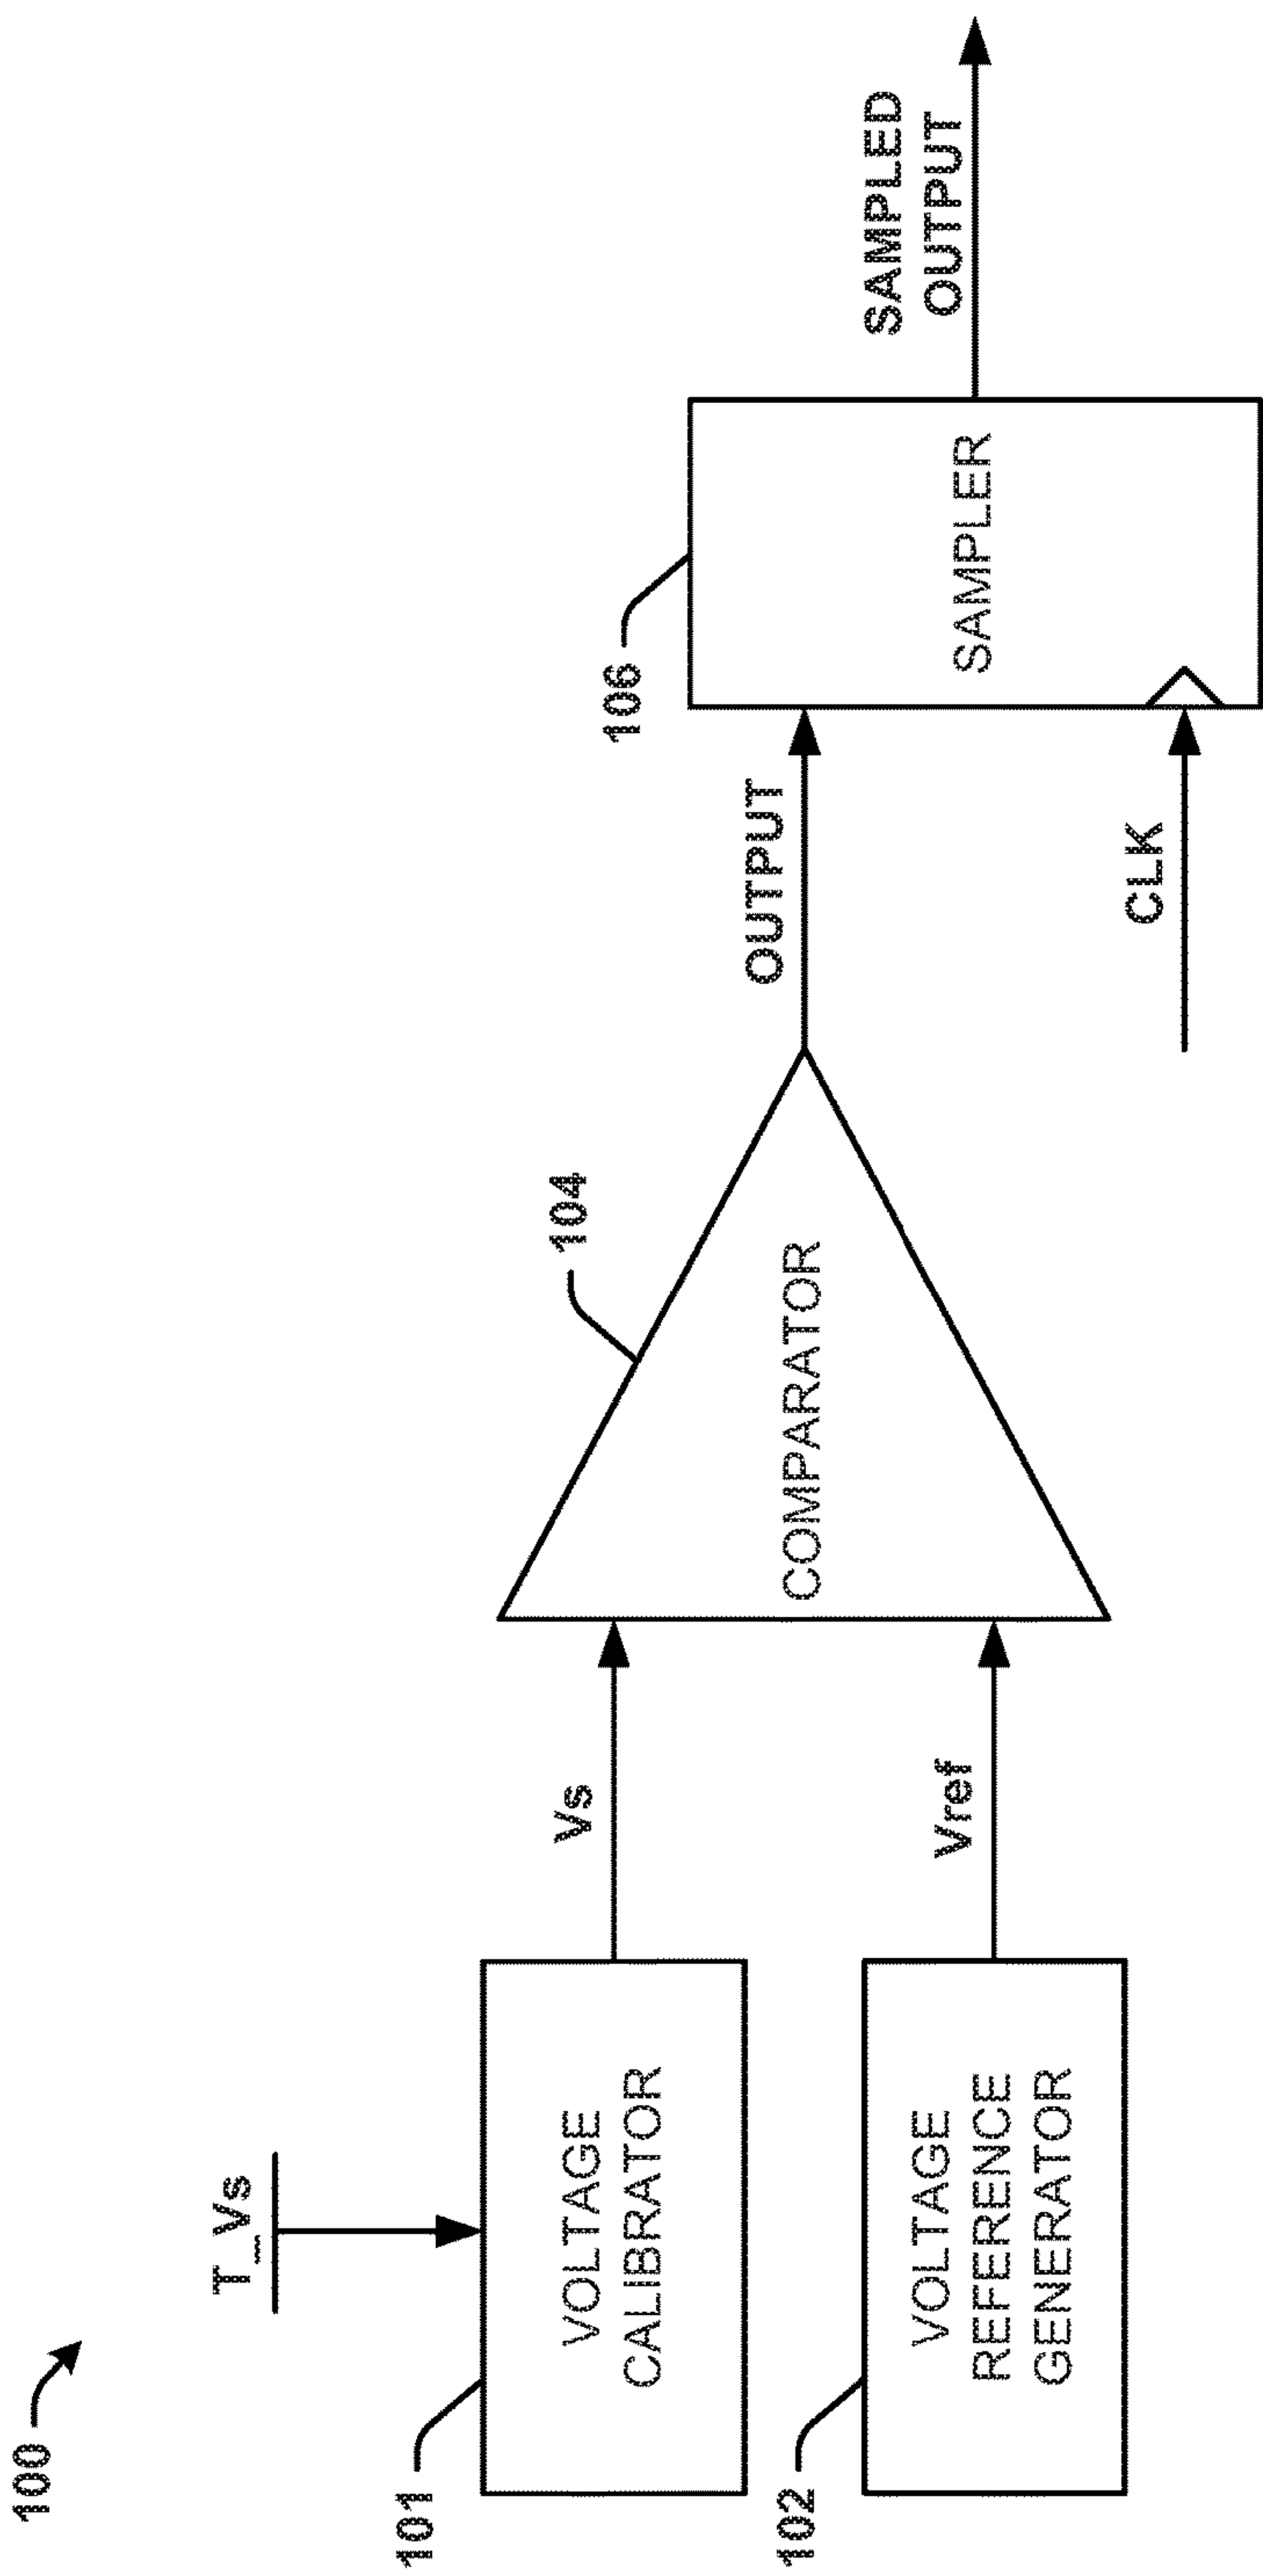 100
T_Vs
101
VOLTAGE
CALIBRATOR
Vs
102
VOLTAGE
REFERENCE
GENERATOR
Vref
104
COMPARATOR
OUTPUT
CLK
106
SAMPLER
SAMPLED
OUTPUT